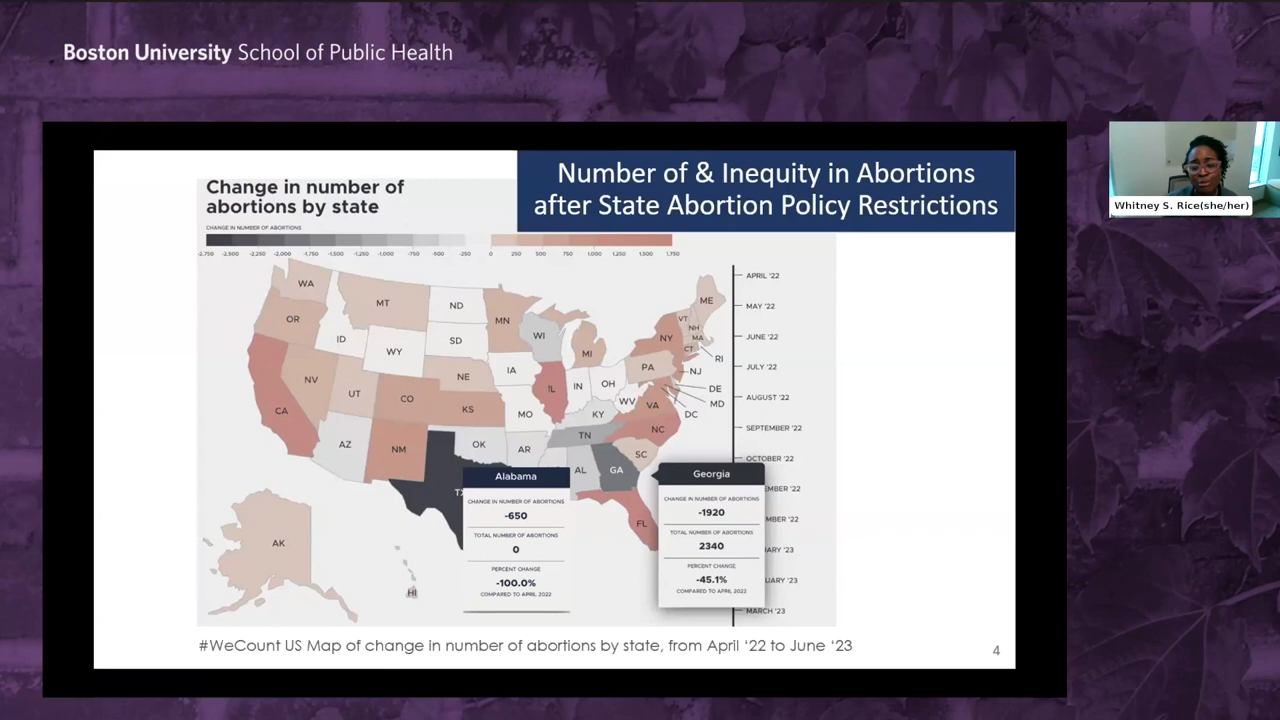 Boston University School of Public Health
Number of & Inequity in Abortions
after State Abortion Policy Restrictions
Change in number of
abortions by state
CHANGE IN NUMBER OF ABORTIONS
-2,750 -2,500 -2,250 -2,000 -1,750 -1,500 -1,250 -1,000 -750 -500 -250 0 250 500 750 1,000 1,250 1,500 1,750
WA
MT
ND
MN
OR
ID
WY
SD
WI
MI
ME
VT
NH
MA
NY
CT
RI
NV
UT
CO
NE
IA
IL
IN
OH
PA
NJ
DE
MD
DC
CA
KS
MO
KY
WV
VA
AZ
NM
OK
AR
TN
NC
SC
AL
GA
FL
AK
HI
APRIL '22
MAY '22
JUNE '22
JULY '22
AUGUST '22
SEPTEMBER '22
OCTOBER '22
MARCH '23
Alabama
CHANGE IN NUMBER OF ABORTIONS
-650
TOTAL NUMBER OF ABORTIONS
0
PERCENT CHANGE
-100.0%
COMPARED TO APRIL 2022
Georgia
CHANGE IN NUMBER OF ABORTIONS
-1920
TOTAL NUMBER OF ABORTIONS
2340
PERCENT CHANGE
-45.1%
COMPARED TO APRIL 2022
#WeCount US Map of change in number of abortions by state, from April ‘22 to June ‘23
4
Whitney S. Rice(she/her)